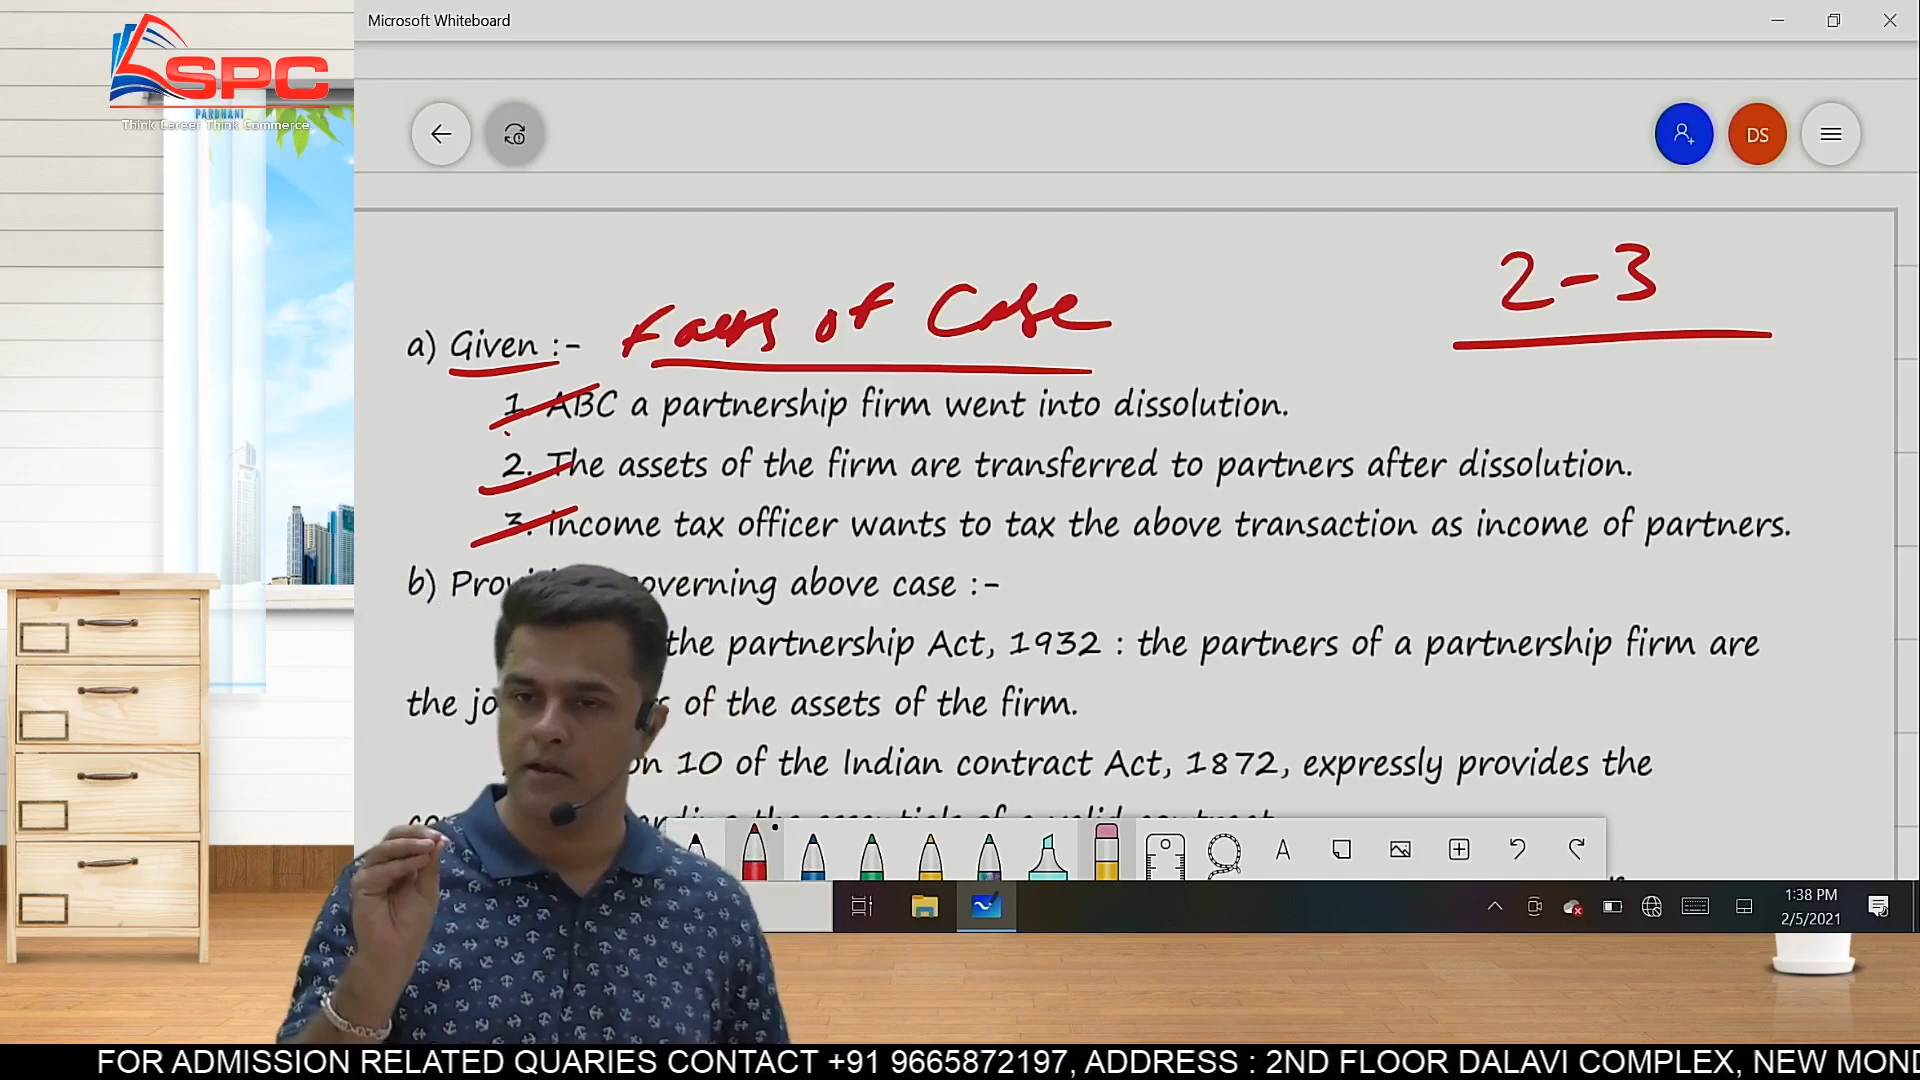 Microsoft Whiteboard
SPC
PARDHANI
Think Career Think Commerce.
DS
2-3
a) Given :- Facts of Case
1. ABC a partnership firm went into dissolution.
2. The assets of the firm are transferred to partners after dissolution.
3. Income tax officer wants to tax the above transaction as income of partners.
b) governing above case :-
the partnership Act, 1932 : the partners of a partnership firm are
the of the assets of the firm.
10 of the Indian contract Act, 1872, expressly provides the
A
1:38 PM
2/5/2021
FOR ADMISSION RELATED QUARIES CONTACT +91 9665872197, ADDRESS : 2ND FLOOR DALAVI COMPLEX, NEW MOND